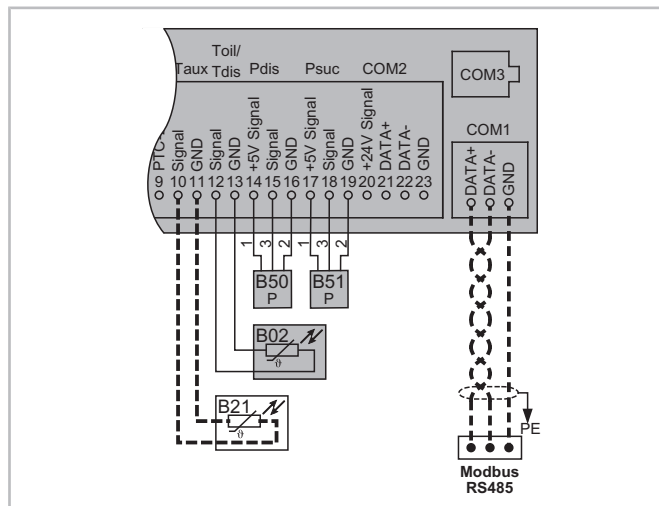 Toil/
Taux Tdis Pdis Psuc COM2
COM3
COM1
PTC
Signal
GND
Signal
GND
+5V Signal
Signal
GND
+5V Signal
Signal
GND
+24V Signal
DATA+
DATA-
GND
9 10 11 12 13 14 15 16 17 18 19 20 21 22 23
DATA+
DATA-
GND
1 3 2 1 3 2
B50 B51
P P
B02
ϑ
B21
ϑ
PE
Modbus
RS485